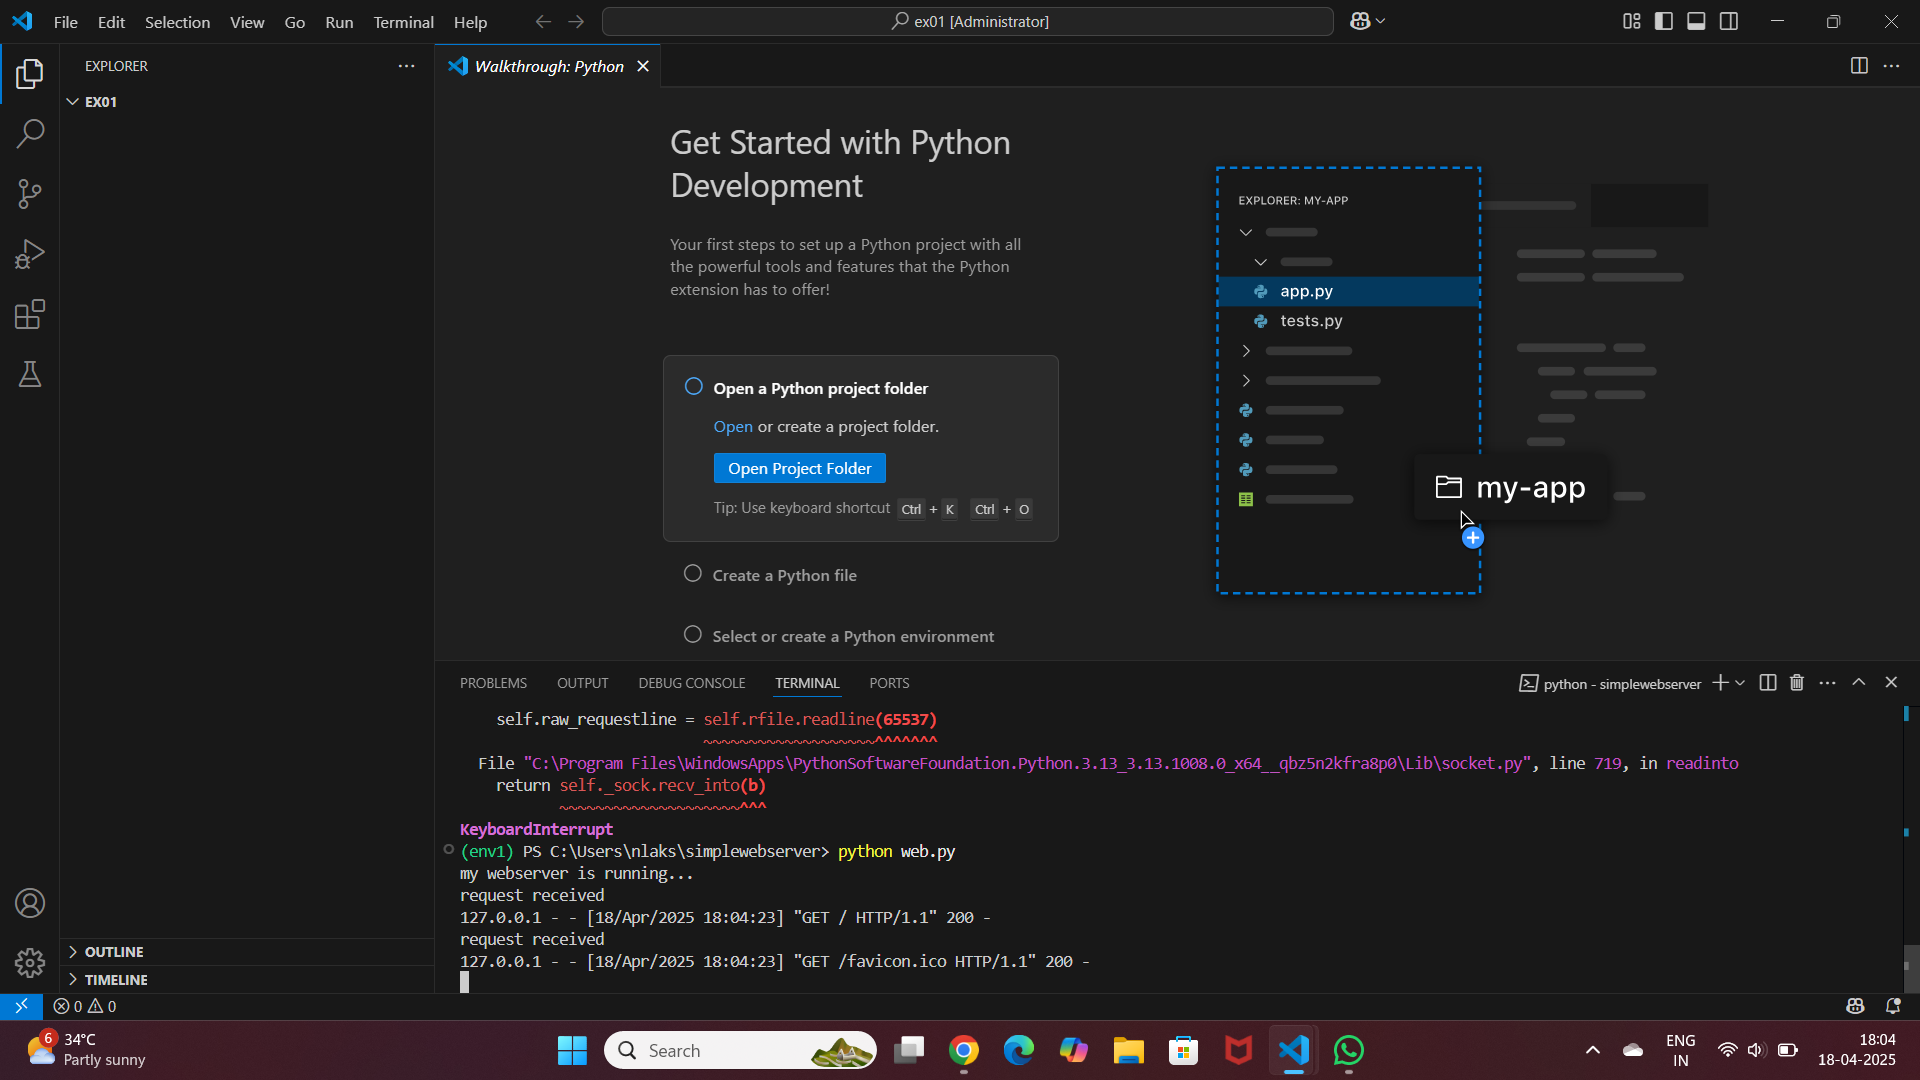 File Edit Selection View Go Run Terminal Help
ex01 [Administrator]
EXPLORER
EX01
Walkthrough: Python
Get Started with Python
Development
Your first steps to set up a Python project with all
the powerful tools and features that the Python
extension has to offer!
Open a Python project folder
Open or create a project folder.
Open Project Folder
Tip: Use keyboard shortcut Ctrl + K Ctrl + O
Create a Python file
Select or create a Python environment
EXPLORER: MY-APP
app.py
tests.py
my-app
PROBLEMS OUTPUT DEBUG CONSOLE TERMINAL PORTS
python - simplewebserver
self.raw_requestline = self.rfile.readline(65537)
~~~~~~~~~~~~~~~~~~~^^^^^^^
File "C:\Program Files\WindowsApps\PythonSoftwareFoundation.Python.3.13_3.13.1008.0_x64__qbz5n2kfra8p0\Lib\socket.py", line 719, in readinto
return self._sock.recv_into(b)
~~~~~~~~~~~~~~~~~~~~^^^
KeyboardInterrupt
(env1) PS C:\Users\nlaks\simplewebserver> python web.py
my webserver is running...
request received
127.0.0.1 - - [18/Apr/2025 18:04:23] "GET / HTTP/1.1" 200 -
request received
127.0.0.1 - - [18/Apr/2025 18:04:23] "GET /favicon.ico HTTP/1.1" 200 -
OUTLINE
TIMELINE
0 0
6
34°C
Partly sunny
Search
ENG
IN
18:04
18-04-2025